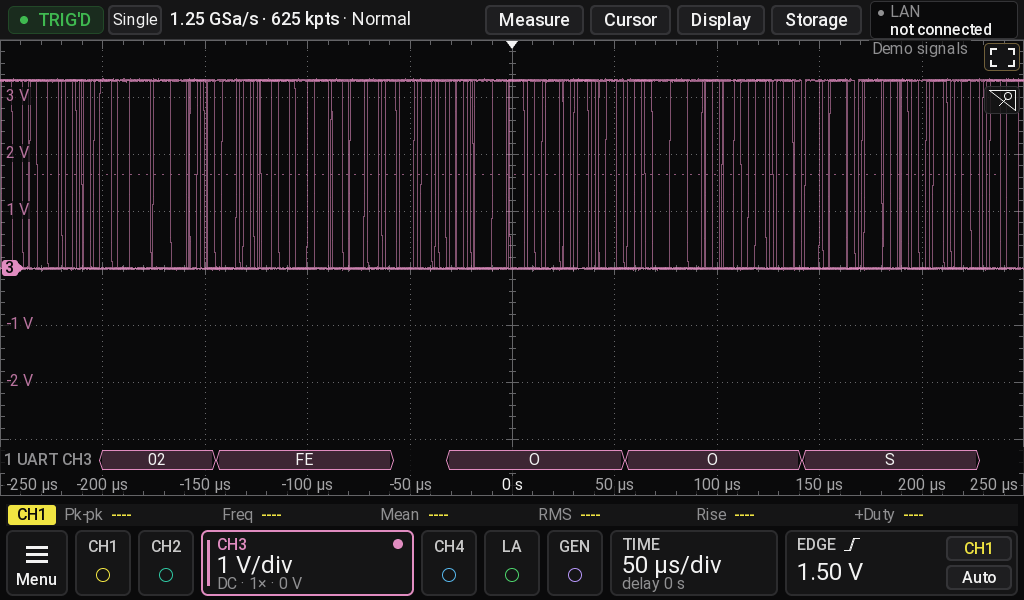 TRIG'D Single 1.25 GSa/s · 625 kpts · Normal Measure Cursor Display Storage LAN
not connected
Demo signals
3 V
2 V
1 V
3
-1 V
-2 V
1 UART CH3 02 FE O O S
-250 µs -200 µs -150 µs -100 µs -50 µs 0 s 50 µs 100 µs 150 µs 200 µs 250 µs
CH1 Pk-pk ---- Freq ---- Mean ---- RMS ---- Rise ---- +Duty ----
Menu
CH1
CH2
CH3
1 V/div
DC · 1× · 0 V
CH4
LA
GEN
TIME
50 µs/div
delay 0 s
EDGE
1.50 V
CH1
Auto